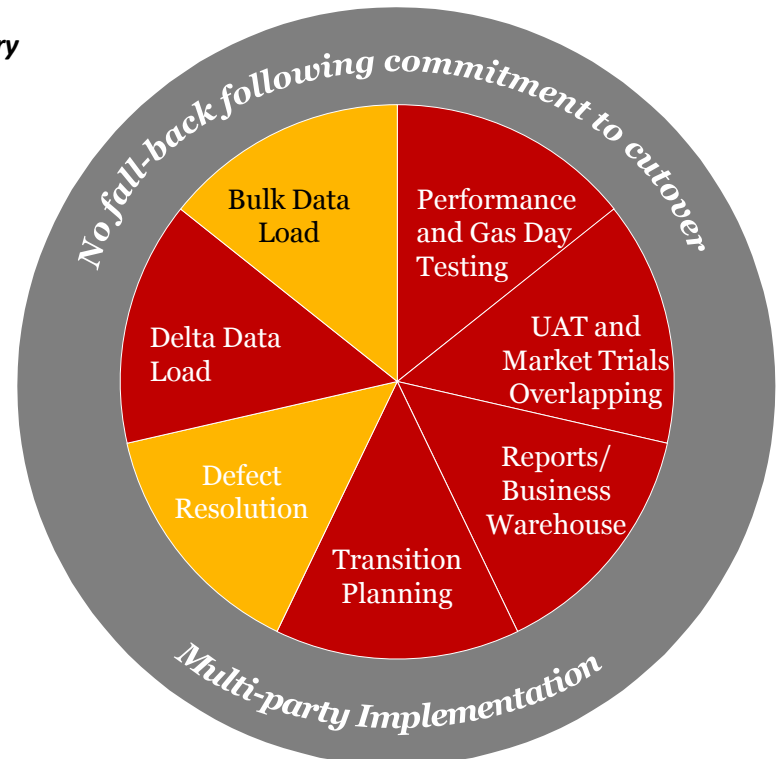 ry
No fall-back following commitment to cutover
Bulk Data
Load
Performance
and Gas Day
Testing
UAT and
Market Trials
Overlapping
Reports/
Business
Warehouse
Transition
Planning
Defect
Resolution
Delta Data
Load
Multi-party Implementation